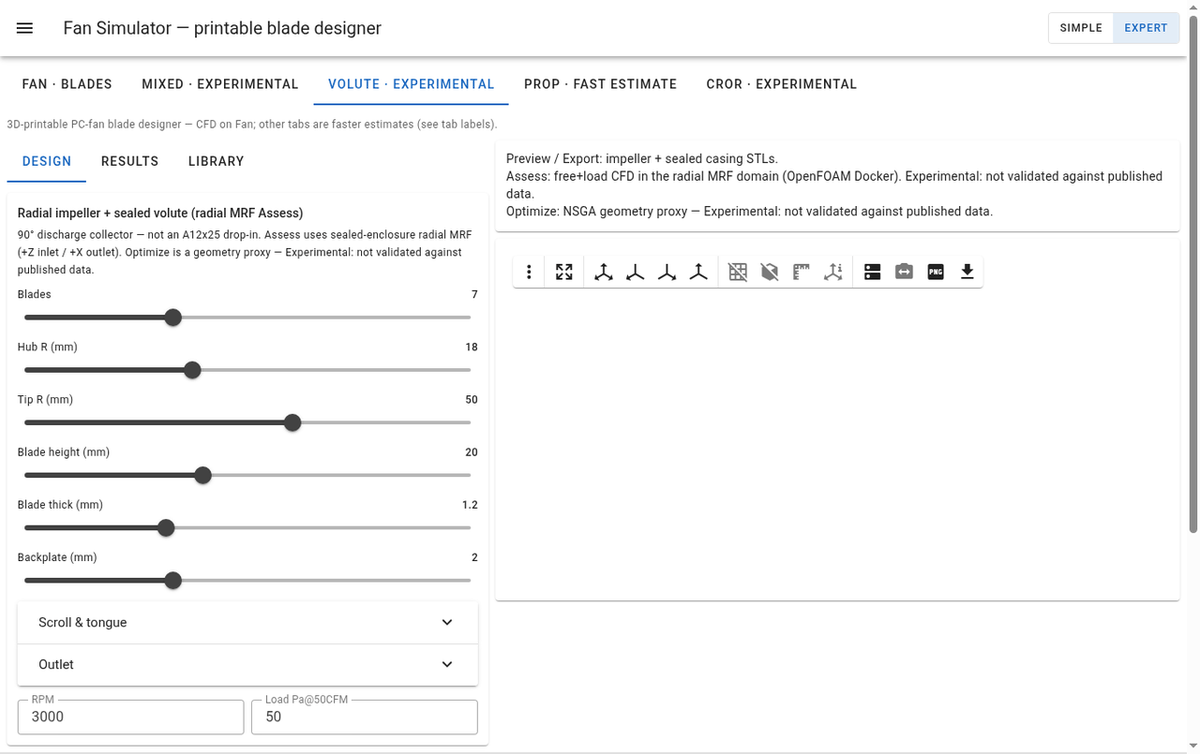 Fan Simulator — printable blade designer
SIMPLE
EXPERT
FAN · BLADES
MIXED · EXPERIMENTAL
VOLUTE · EXPERIMENTAL
PROP · FAST ESTIMATE
CROR · EXPERIMENTAL
3D-printable PC-fan blade designer — CFD on Fan; other tabs are faster estimates (see tab labels).
DESIGN
RESULTS
LIBRARY
Radial impeller + sealed volute (radial MRF Assess)
90° discharge collector — not an A12x25 drop-in. Assess uses sealed-enclosure radial MRF
(+Z inlet / +X outlet). Optimize is a geometry proxy — Experimental: not validated against
published data.
Blades
7
Hub R (mm)
18
Tip R (mm)
50
Blade height (mm)
20
Blade thick (mm)
1.2
Backplate (mm)
2
Scroll & tongue
Outlet
RPM
3000
Load Pa@50CFM
50
Preview / Export: impeller + sealed casing STLs.
Assess: free+load CFD in the radial MRF domain (OpenFOAM Docker). Experimental: not validated against published
data.
Optimize: NSGA geometry proxy — Experimental: not validated against published data.
PNG